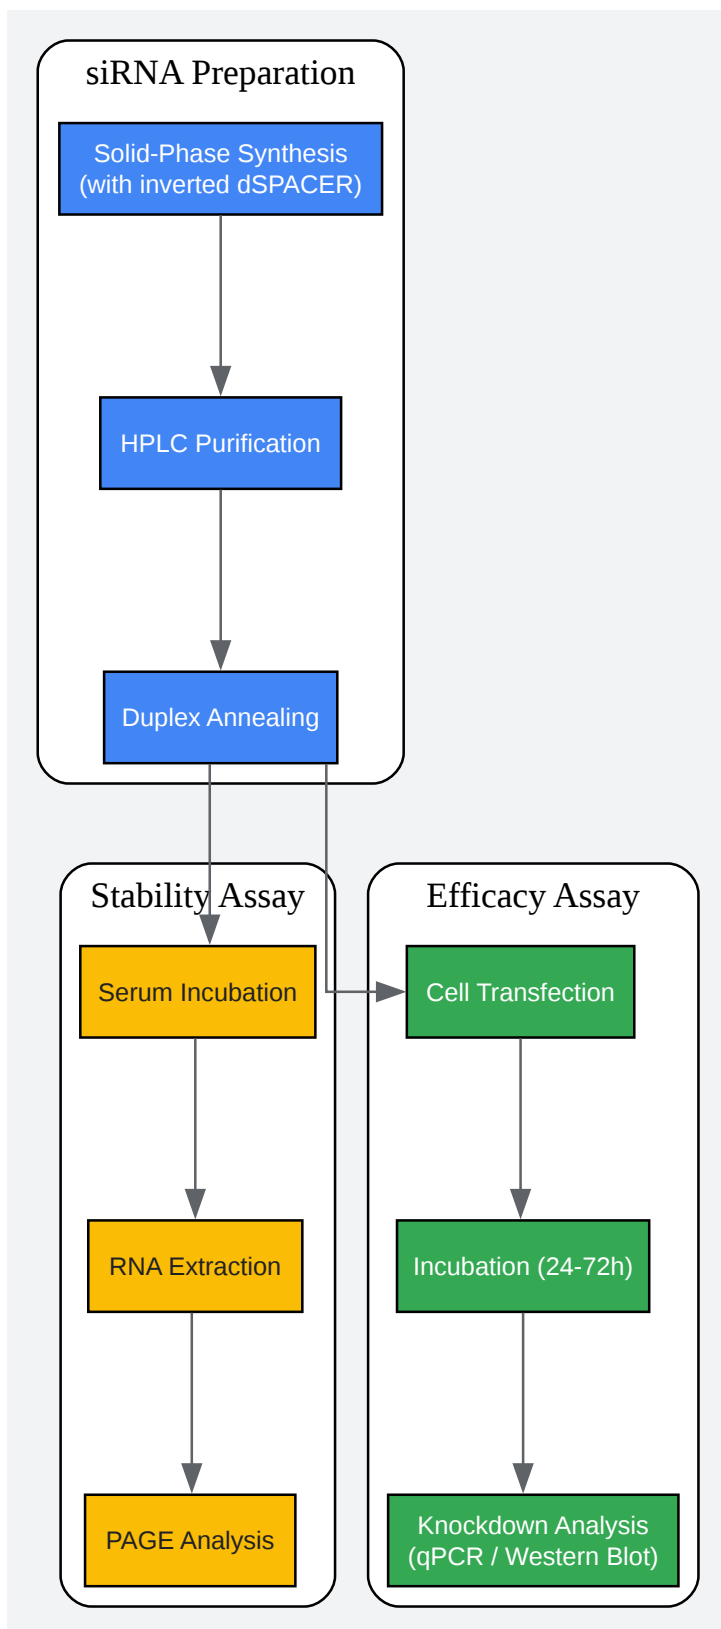 siRNA Preparation
Solid-Phase Synthesis
(with inverted dSPACER)
HPLC Purification
Duplex Annealing
Stability Assay
Serum Incubation
RNA Extraction
PAGE Analysis
Efficacy Assay
Cell Transfection
Incubation (24-72h)
Knockdown Analysis
(qPCR / Western Blot)